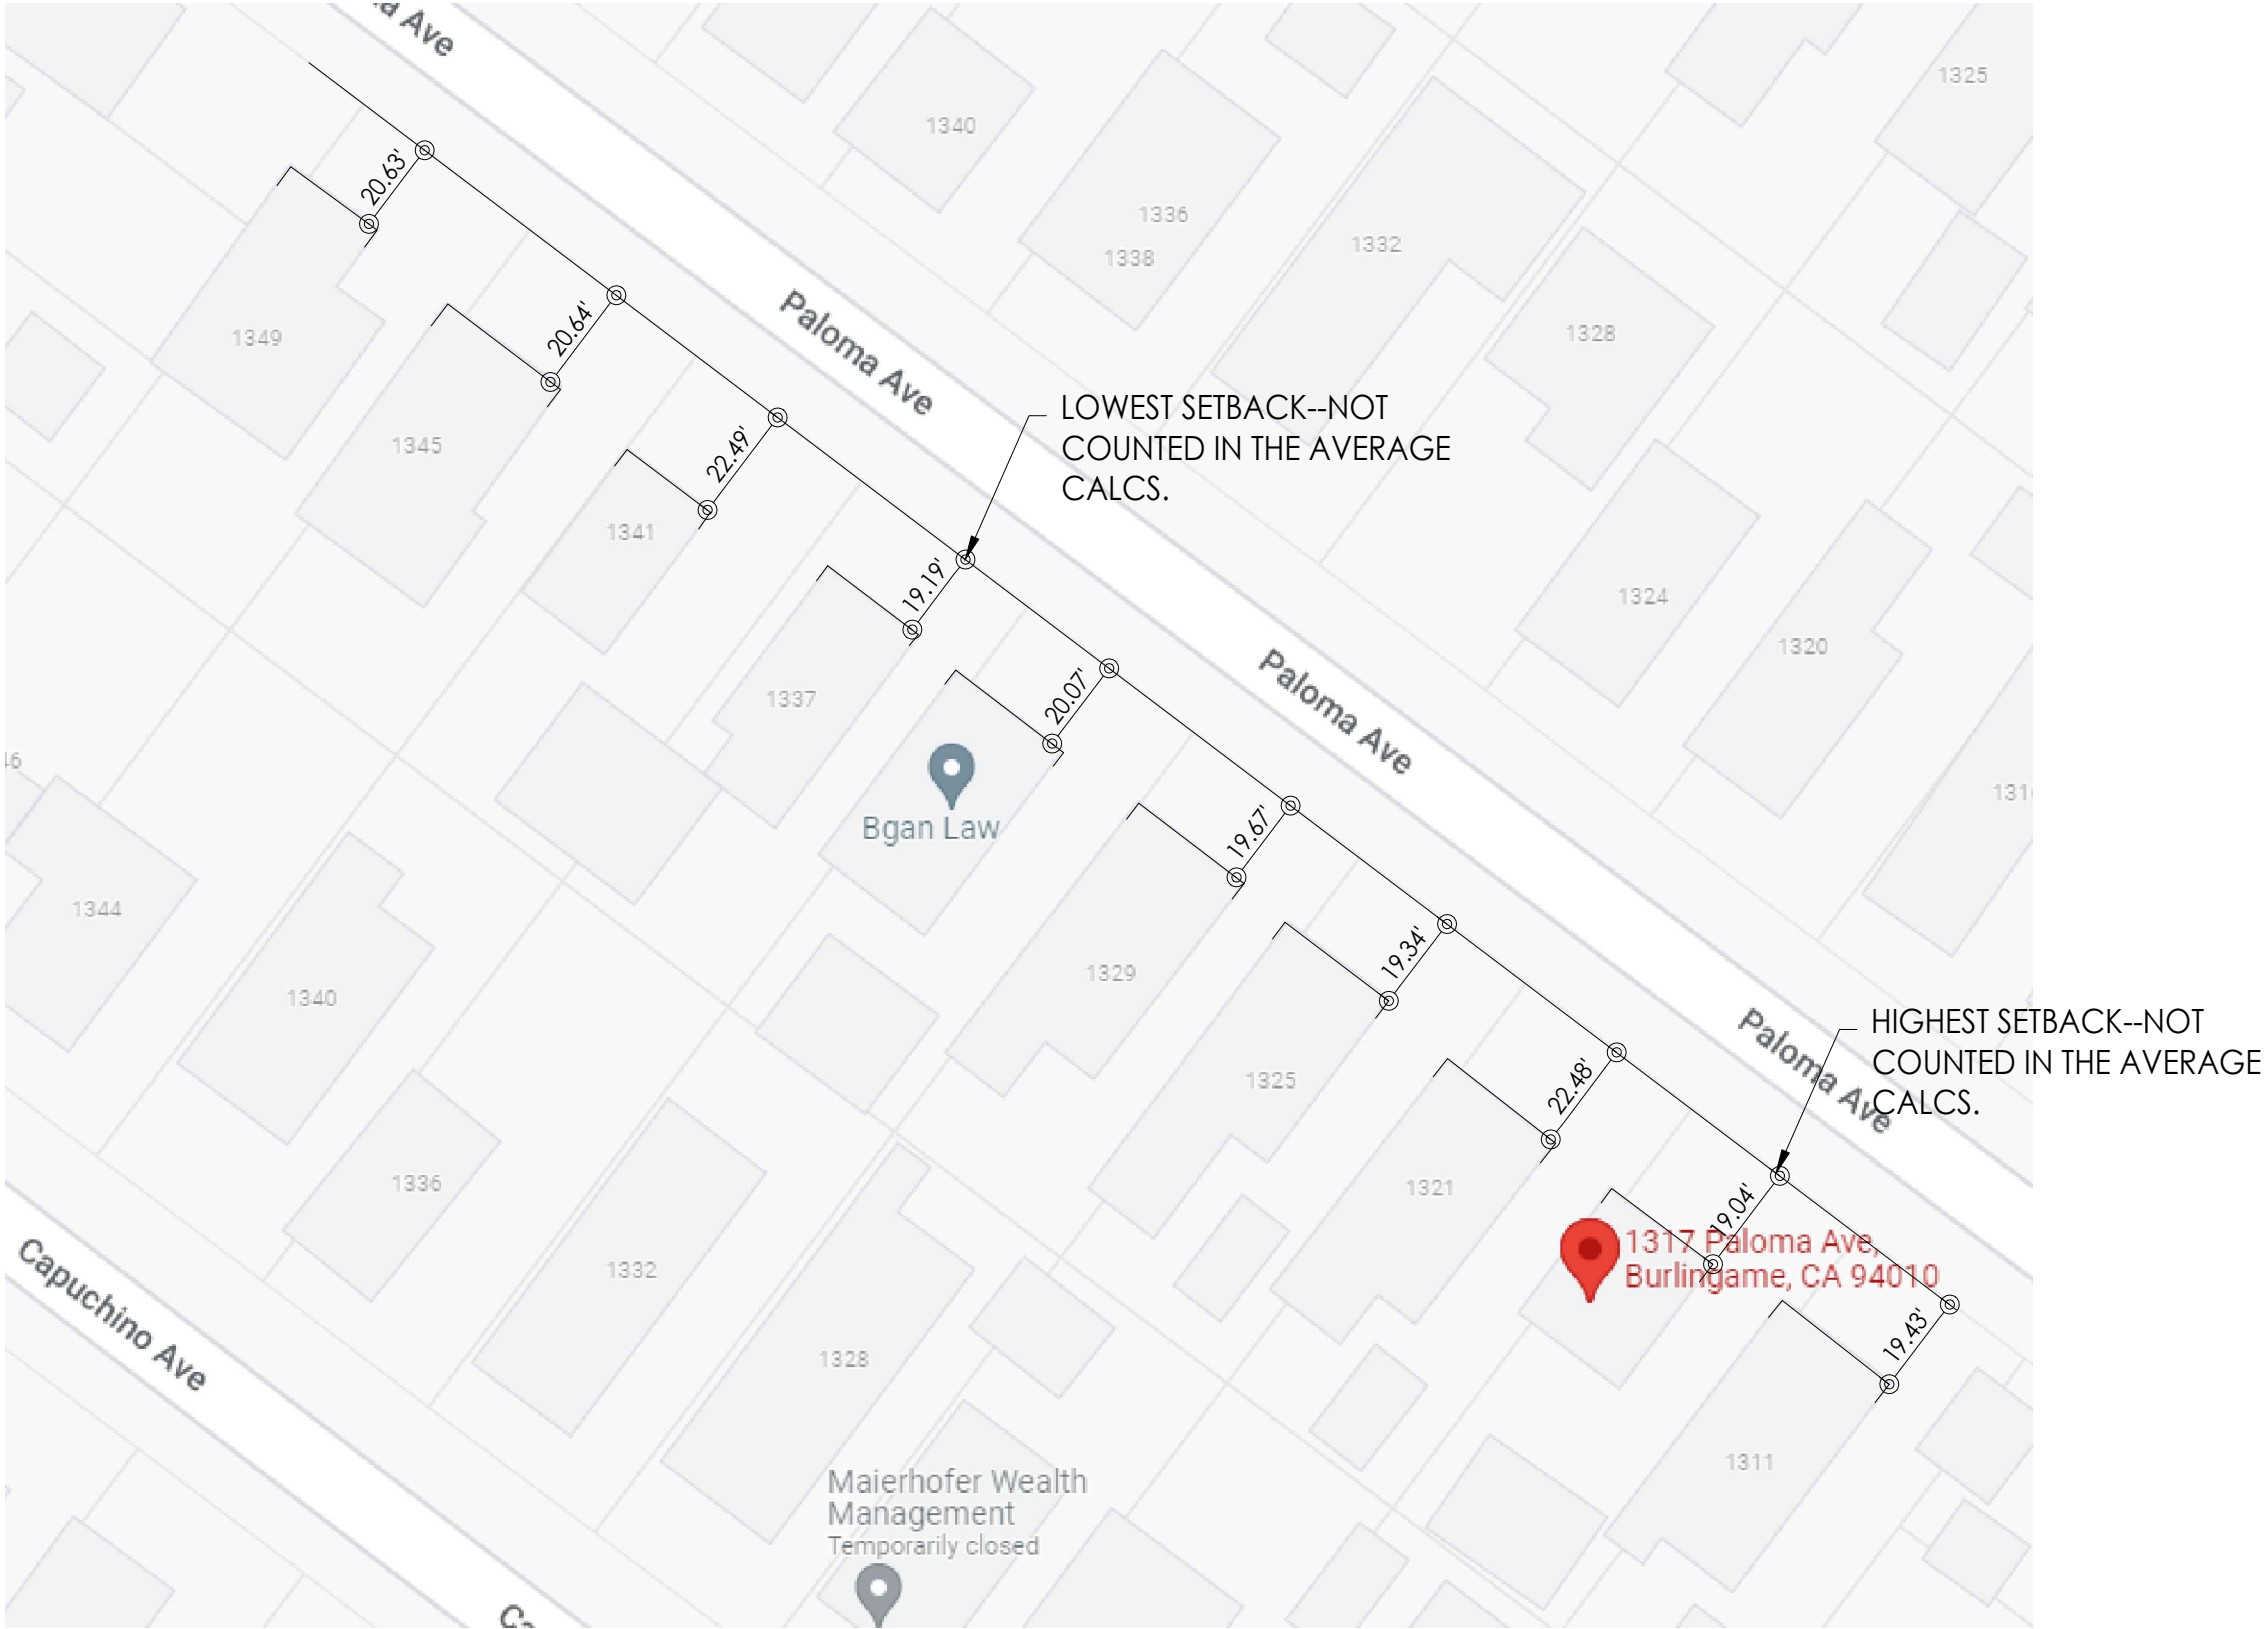 a Ave
1325
1340
20.63'
1336
1332
1338
20.64'
Paloma Ave
1328
1349
LOWEST SETBACK--NOT
COUNTED IN THE AVERAGE
CALCS.
22.49'
1345
1341
19.19'
1324
1320
Paloma Ave
20.07'
1337
46
Bgan Law
19.67'
131
1344
19.34'
1329
1340
HIGHEST SETBACK--NOT
COUNTED IN THE AVERAGE
CALCS.
Paloma Ave
22.48'
1325
1336
1321
19.04'
1317 Paloma Ave,
Burlingame, CA 94010
1332
Capuchino Ave
19.43'
1328
1311
Maierhofer Wealth
Management
Temporarily closed
Ca